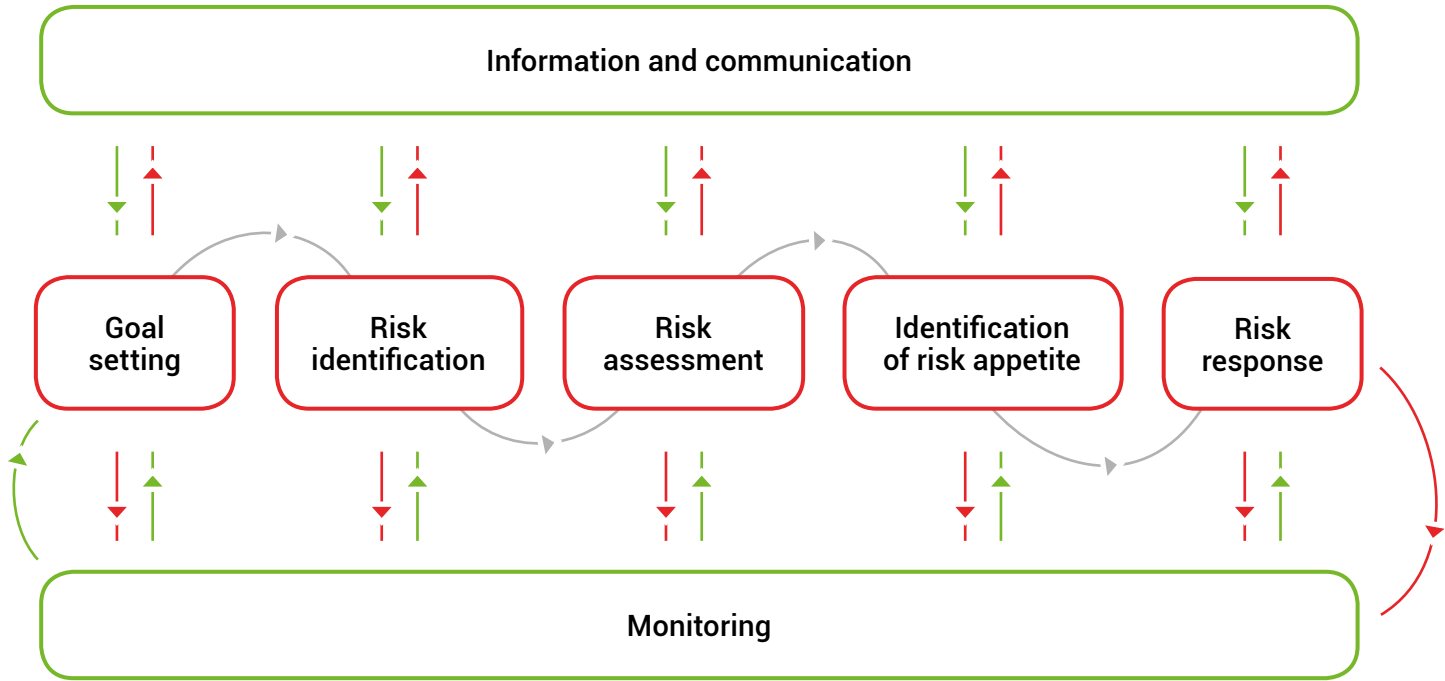 Information and communication
Goal
setting
Risk
identification
Risk
assessment
Identification
of risk appetite
Risk
response
Monitoring